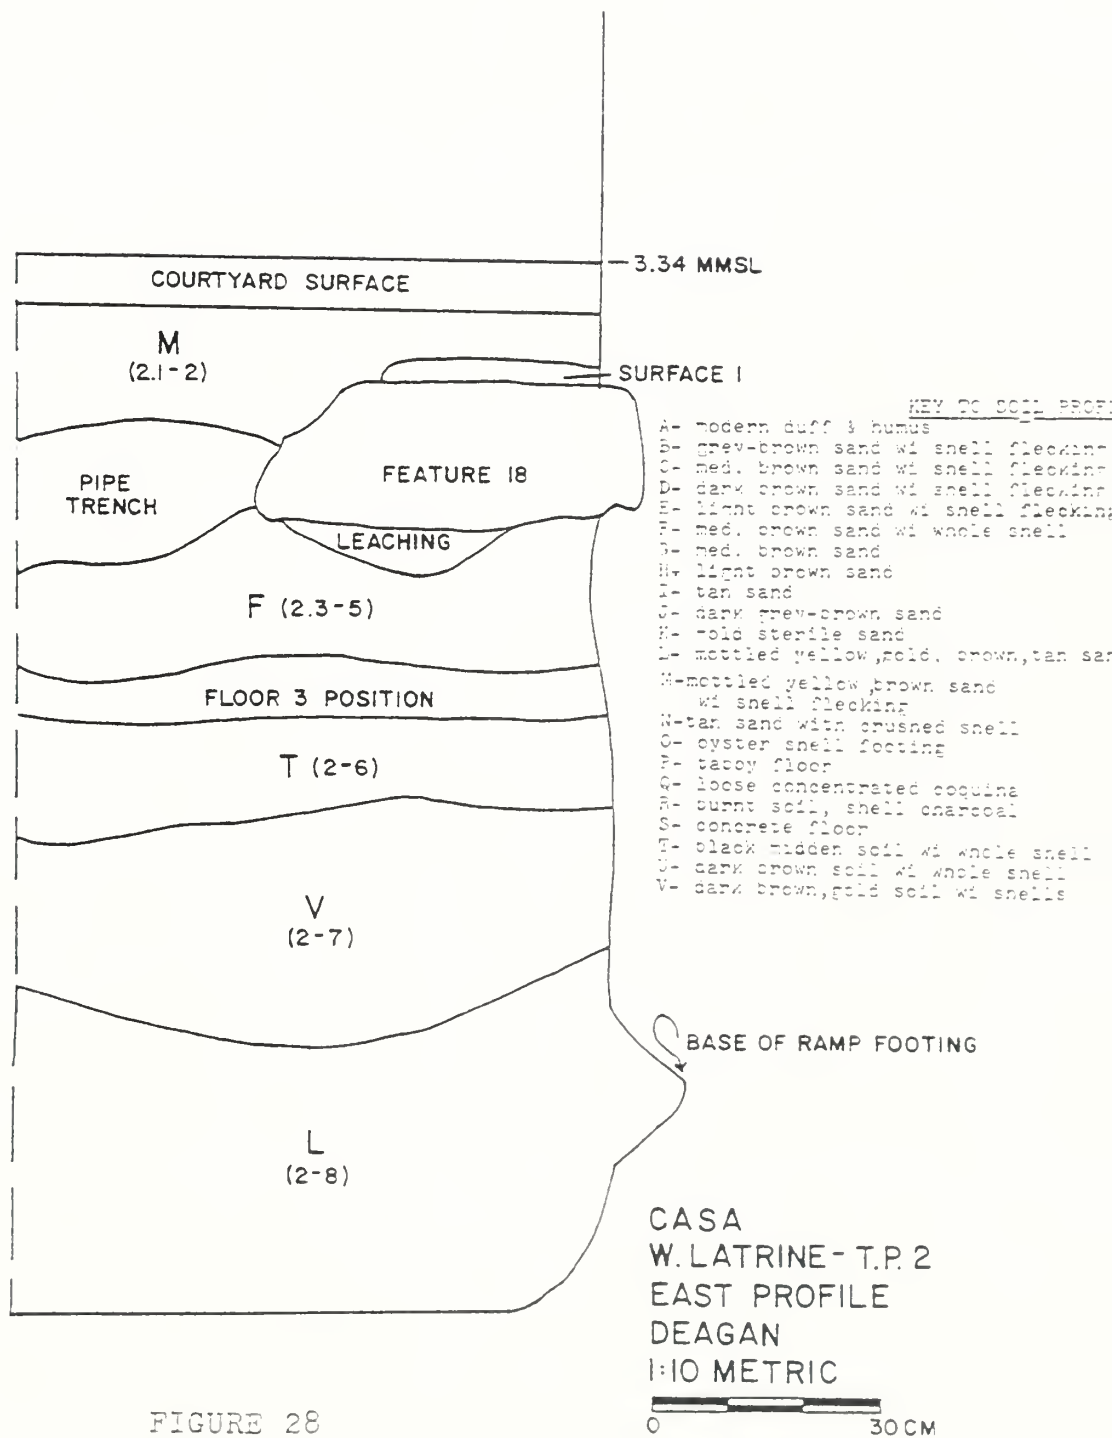 3.34 MMSL
COURTYARD SURFACE
M
(2.1-2)
SURFACE 1
PIPE
TRENCH
FEATURE 18
LEACHING
F (2.3-5)
FLOOR 3 POSITION
T (2-6)
V
(2-7)
BASE OF RAMP FOOTING
L
(2-8)
KEY TO SOIL PROFI
A- modern duff & humus
B- grey-brown sand w/ shell flecking
C- med. brown sand w/ shell flecking
D- dark brown sand w/ shell flecking
E- light brown sand w/ shell flecking
F- med. brown sand w/ whole shell
G- med. brown sand
H- light brown sand
I- tan sand
J- dark grey-brown sand
K- gold sterile sand
L- mottled yellow,gold, brown,tan san
M-mottled yellow,brown sand
w/ shell flecking
N-tan sand with crushed shell
O- oyster shell footing
P- tabby floor
Q- loose concentrated coquina
R- burnt soil, shell charcoal
S- concrete floor
T- black midden soil w/ whole shell
U- dark brown soil w/ whole shell
V- dark brown,gold soil w/ shells
CASA
W. LATRINE - T.P. 2
EAST PROFILE
DEAGAN
1:10 METRIC
0 30 CM
FIGURE 28